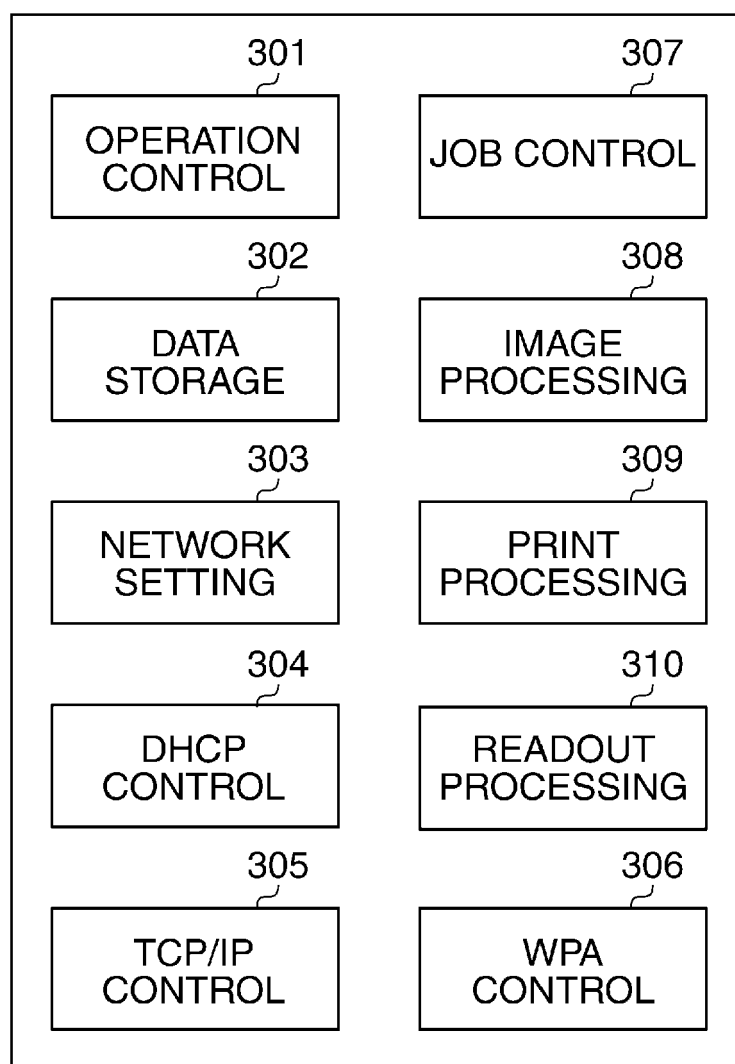 301
OPERATION
CONTROL
307
JOB CONTROL
302
DATA
STORAGE
308
IMAGE
PROCESSING
303
NETWORK
SETTING
309
PRINT
PROCESSING
304
DHCP
CONTROL
310
READOUT
PROCESSING
305
TCP/IP
CONTROL
306
WPA
CONTROL